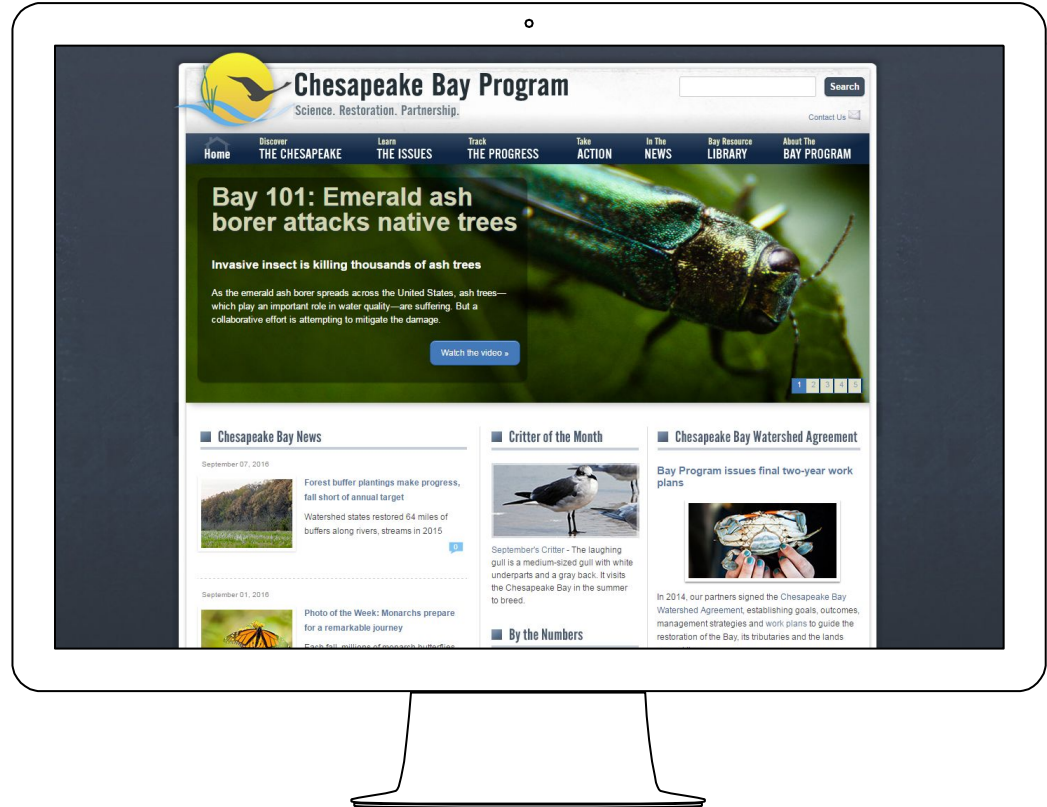 Chesapeake Bay Program
Science. Restoration. Partnership.
Search
Contact Us
Home
Discover
THE CHESAPEAKE
Learn
THE ISSUES
Track
THE PROGRESS
Take
ACTION
In The
NEWS
Bay Resource
LIBRARY
About The
BAY PROGRAM
Bay 101: Emerald ash
borer attacks native trees
Invasive insect is killing thousands of ash trees
As the emerald ash borer spreads across the United States, ash trees—
which play an important role in water quality—are suffering. But a
collaborative effort is attempting to mitigate the damage.
Watch the video »
1 2 3 4 5
Chesapeake Bay News
September 07, 2016
Forest buffer plantings make progress,
fall short of annual target
Watershed states restored 64 miles of
buffers along rivers, streams in 2015
0
September 01, 2016
Photo of the Week: Monarchs prepare
for a remarkable journey
Each fall, millions of monarch butterflies
Critter of the Month
September's Critter - The laughing
gull is a medium-sized gull with white
underparts and a gray back. It visits
the Chesapeake Bay in the summer
to breed.
By the Numbers
Chesapeake Bay Watershed Agreement
Bay Program issues final two-year work
plans
In 2014, our partners signed the Chesapeake Bay
Watershed Agreement, establishing goals, outcomes,
management strategies and work plans to guide the
restoration of the Bay, its tributaries and the lands